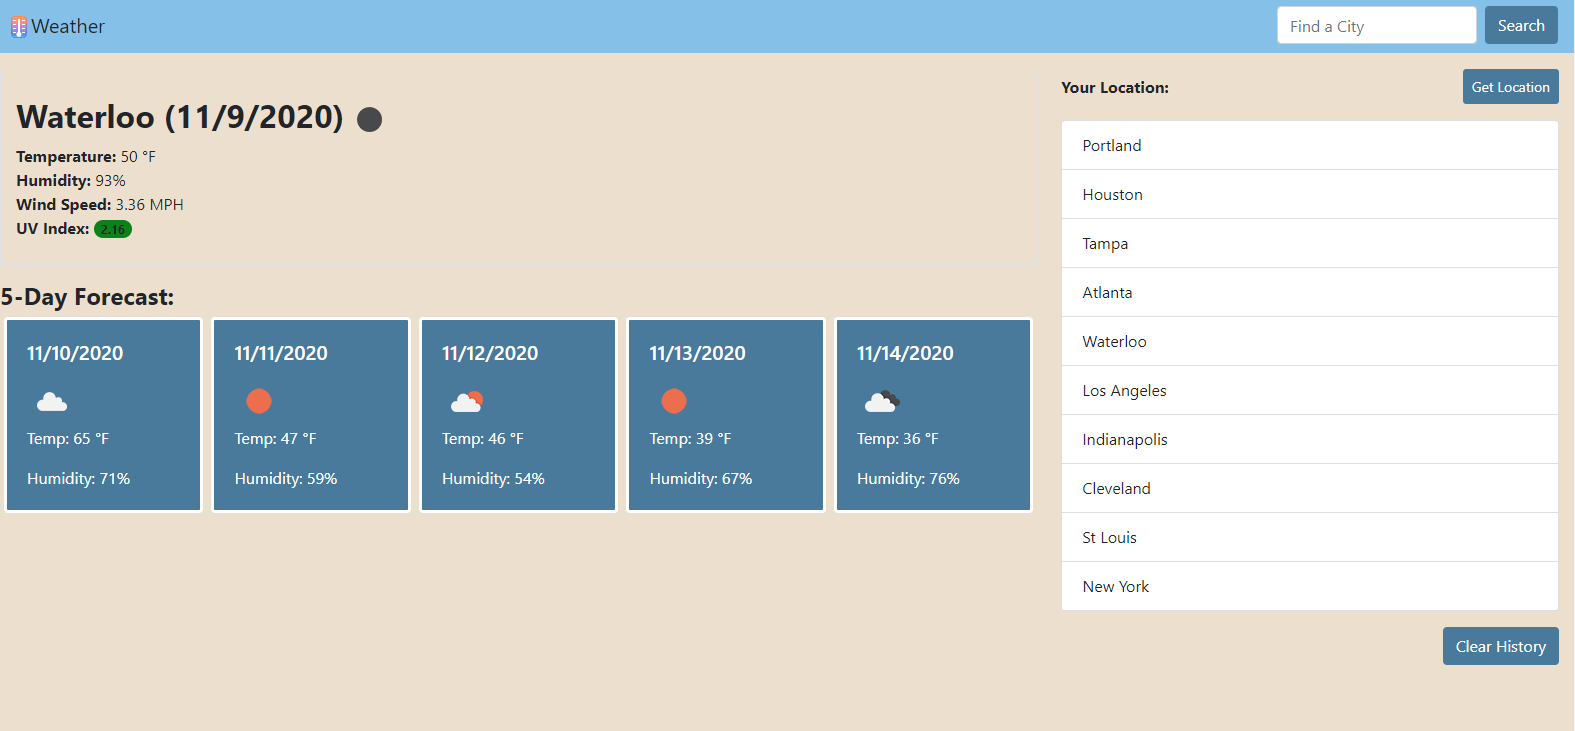 Weather
Find a City
Search
Waterloo (11/9/2020)
Temperature: 50 °F
Humidity: 93%
Wind Speed: 3.36 MPH
UV Index: 2.16
5-Day Forecast:
11/10/2020
Temp: 65 °F
Humidity: 71%
11/11/2020
Temp: 47 °F
Humidity: 59%
11/12/2020
Temp: 46 °F
Humidity: 54%
11/13/2020
Temp: 39 °F
Humidity: 67%
11/14/2020
Temp: 36 °F
Humidity: 76%
Your Location:
Get Location
Portland
Houston
Tampa
Atlanta
Waterloo
Los Angeles
Indianapolis
Cleveland
St Louis
New York
Clear History